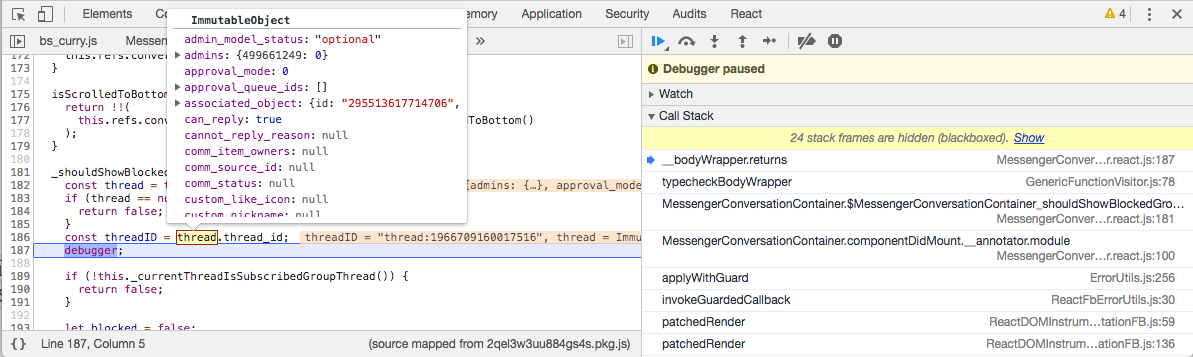 Elements
Co
emory
Application
Security
Audits
React
4
bs_curry.js
Messen
»
ImmutableObject
admin_model_status: "optional"
admins: {499661249: 0}
approval_mode: 0
approval_queue_ids: []
associated_object: {id: "295513617714706",
can_reply: true
cannot_reply_reason: null
comm_item_owners: null
comm_source_id: null
comm_status: null
custom_like_icon: null
custom_nickname: null
172 this.refs.conver
173 }
174
175 isScrolledToBottom
176 return !!(
177 this.refs.conv ToBottom()
178 );
179 }
180
181 _shouldShowBlocked
182 const thread = t {admins: {…}, approval_mode
183 if (thread == nu
184 return false;
185 }
186 const threadID = thread.thread_id; threadID = "thread:1966709160017516", thread = Immu
187 debugger;
188
189 if (!this._currentThreadIsSubscribedGroupThread()) {
190 return false;
191 }
192
193 let blocked = false;
{} Line 187, Column 5 (source mapped from 2qel3w3uu884gs4s.pkg.js)
Debugger paused
Watch
Call Stack
24 stack frames are hidden (blackboxed). Show
__bodyWrapper.returns MessengerConver…r.react.js:187
typecheckBodyWrapper GenericFunctionVisitor.js:78
MessengerConversationContainer.$MessengerConversationContainer_shouldShowBlockedGro…
MessengerConver…r.react.js:181
MessengerConversationContainer.componentDidMount.__annotator.module
MessengerConver…r.react.js:100
applyWithGuard ErrorUtils.js:256
invokeGuardedCallback ReactFbErrorUtils.js:30
patchedRender ReactDOMInstrum…tationFB.js:59
patchedRender ReactDOMInstrum…ationFB.js:136